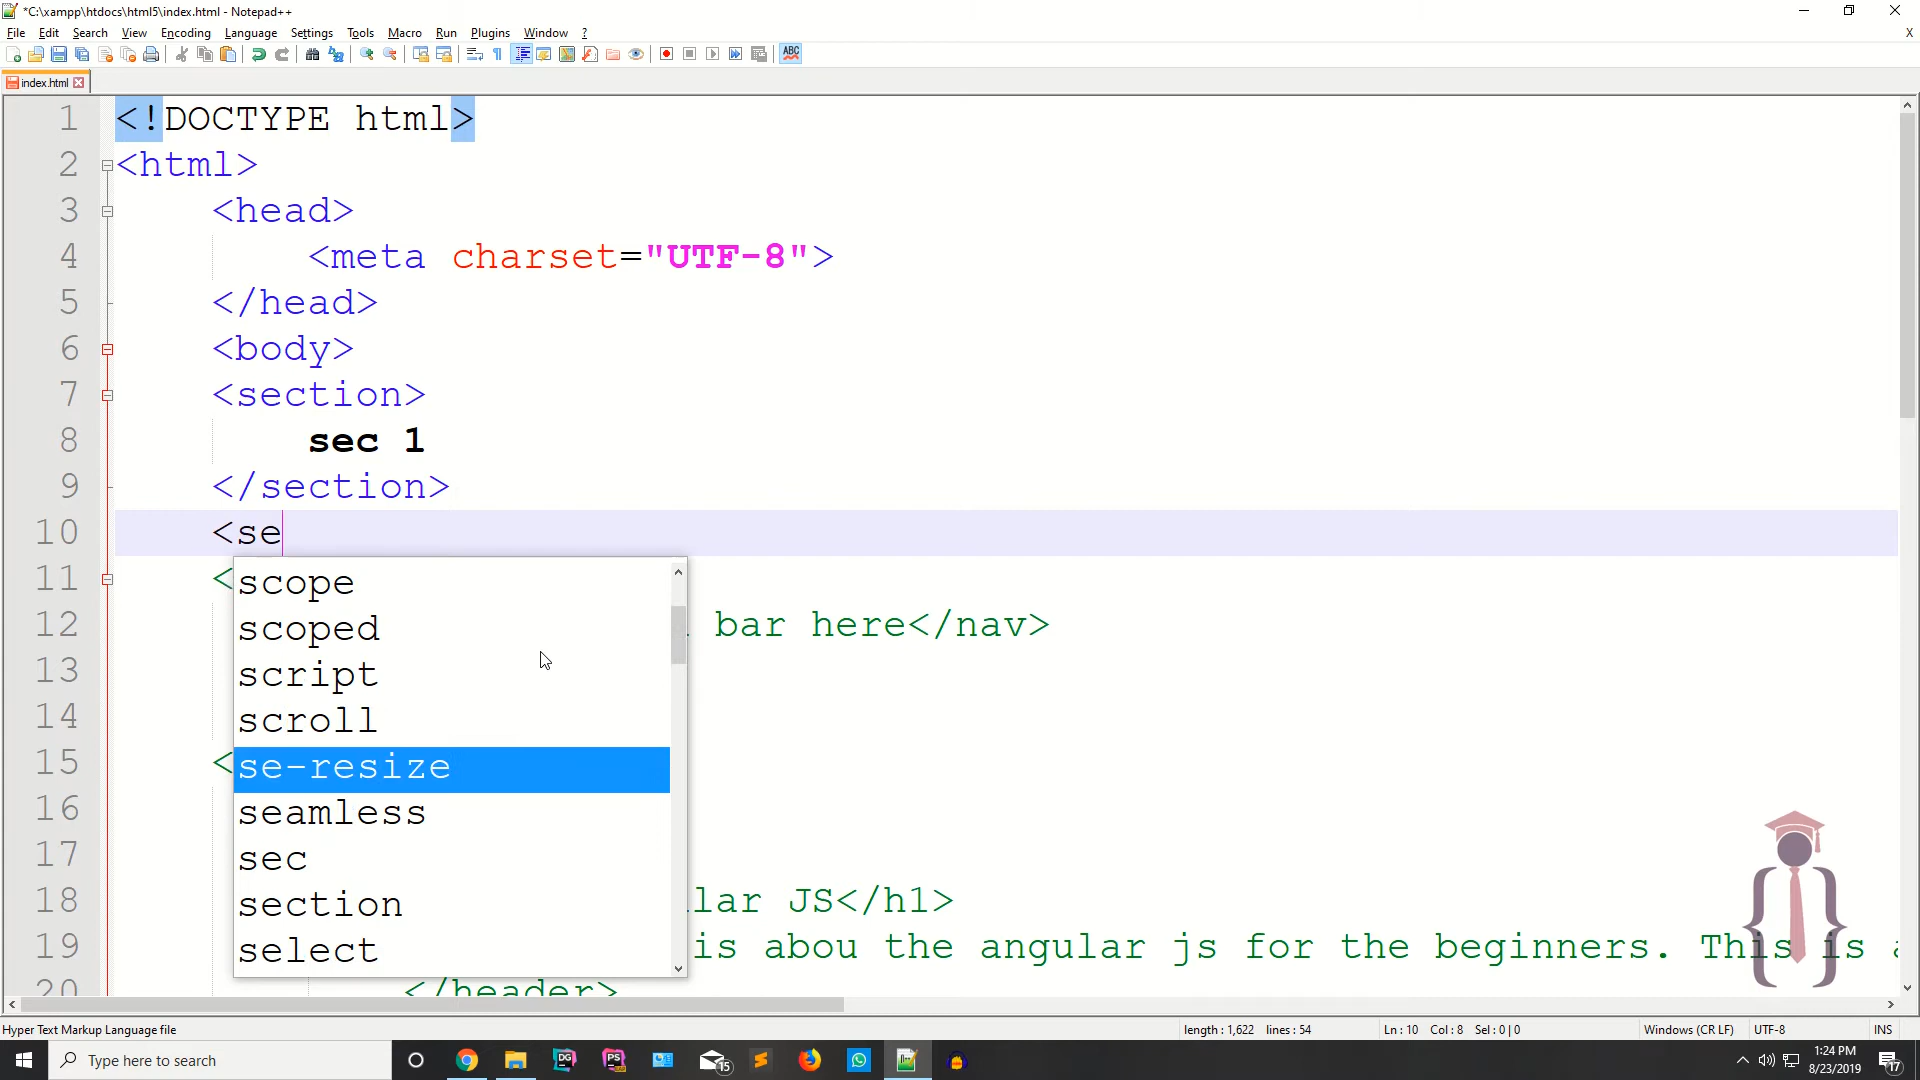 *C:\xampp\htdocs\html5\index.html - Notepad++
File Edit Search View Encoding Language Settings Tools Macro Run Plugins Window ? X
ABC
index.html
1 <!DOCTYPE html>
2 <html>
3 <head>
4 <meta charset="UTF-8">
5 </head>
6 <body>
7 <section>
8 sec 1
9 </section>
10 <se
11 <
scope
12 bar here</nav>
scoped
13
script
14
scroll
15 <
se-resize
16
seamless
17
sec
18 lar JS</h1>
section
19 is abou the angular js for the beginners. This is a
select
20 </header>
Hyper Text Markup Language file length : 1,622 lines : 54 Ln : 10 Col : 8 Sel : 0 | 0 Windows (CR LF) UTF-8 INS
Type here to search DG PS 15 1:24 PM
8/23/2019 17